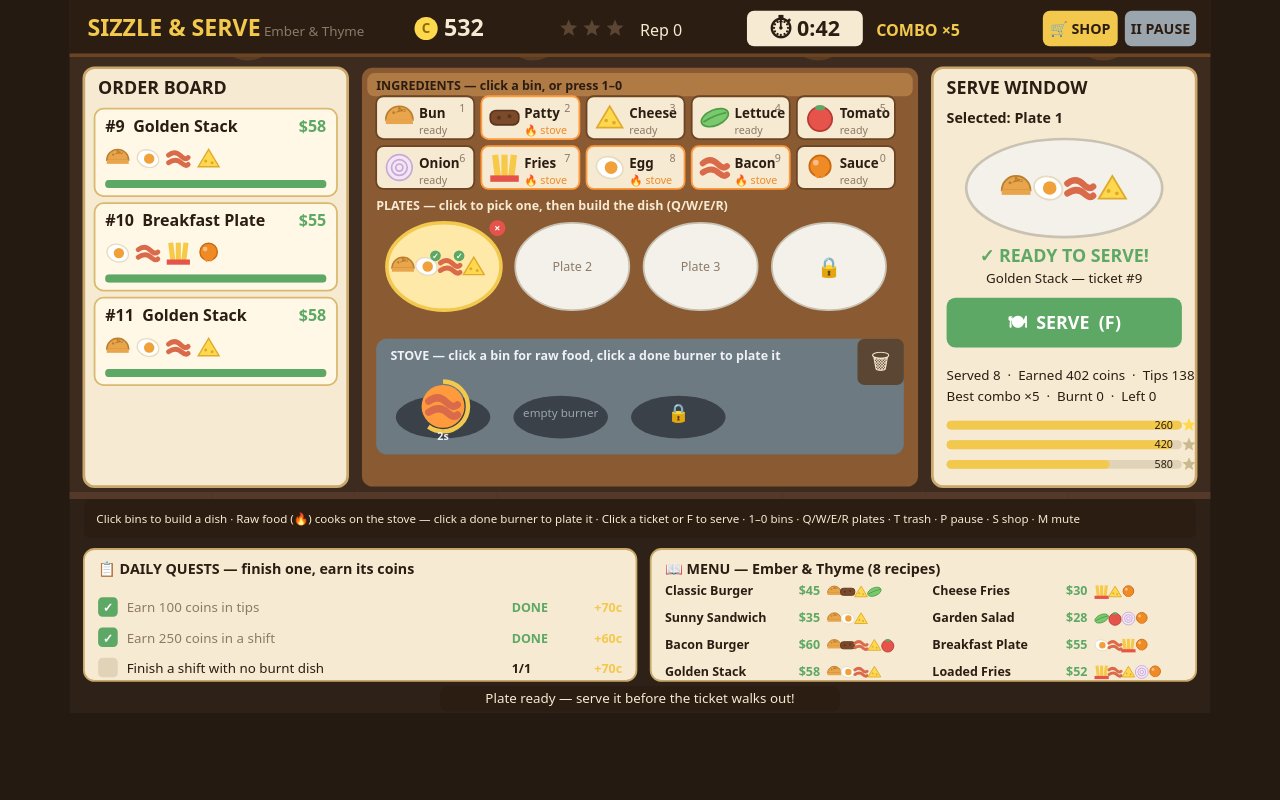 SIZZLE & SERVE Ember & Thyme
C 532
Rep 0
0:42
COMBO ×5
SHOP
II PAUSE
ORDER BOARD
#9 Golden Stack $58
#10 Breakfast Plate $55
#11 Golden Stack $58
INGREDIENTS — click a bin, or press 1–0
Bun 1
ready
Patty 2
stove
Cheese 3
ready
Lettuce 4
ready
Tomato 5
ready
Onion 6
ready
Fries 7
stove
Egg 8
stove
Bacon 9
stove
Sauce 0
ready
PLATES — click to pick one, then build the dish (Q/W/E/R)
Plate 2
Plate 3
STOVE — click a bin for raw food, click a done burner to plate it
2s
empty burner
SERVE WINDOW
Selected: Plate 1
✓ READY TO SERVE!
Golden Stack — ticket #9
SERVE (F)
Served 8 · Earned 402 coins · Tips 138
Best combo ×5 · Burnt 0 · Left 0
260
420
580
Click bins to build a dish · Raw food (🔥) cooks on the stove — click a done burner to plate it · Click a ticket or F to serve · 1–0 bins · Q/W/E/R plates · T trash · P pause · S shop · M mute
DAILY QUESTS — finish one, earn its coins
Earn 100 coins in tips DONE +70c
Earn 250 coins in a shift DONE +60c
Finish a shift with no burnt dish 1/1 +70c
MENU — Ember & Thyme (8 recipes)
Classic Burger $45
Cheese Fries $30
Sunny Sandwich $35
Garden Salad $28
Bacon Burger $60
Breakfast Plate $55
Golden Stack $58
Loaded Fries $52
Plate ready — serve it before the ticket walks out!